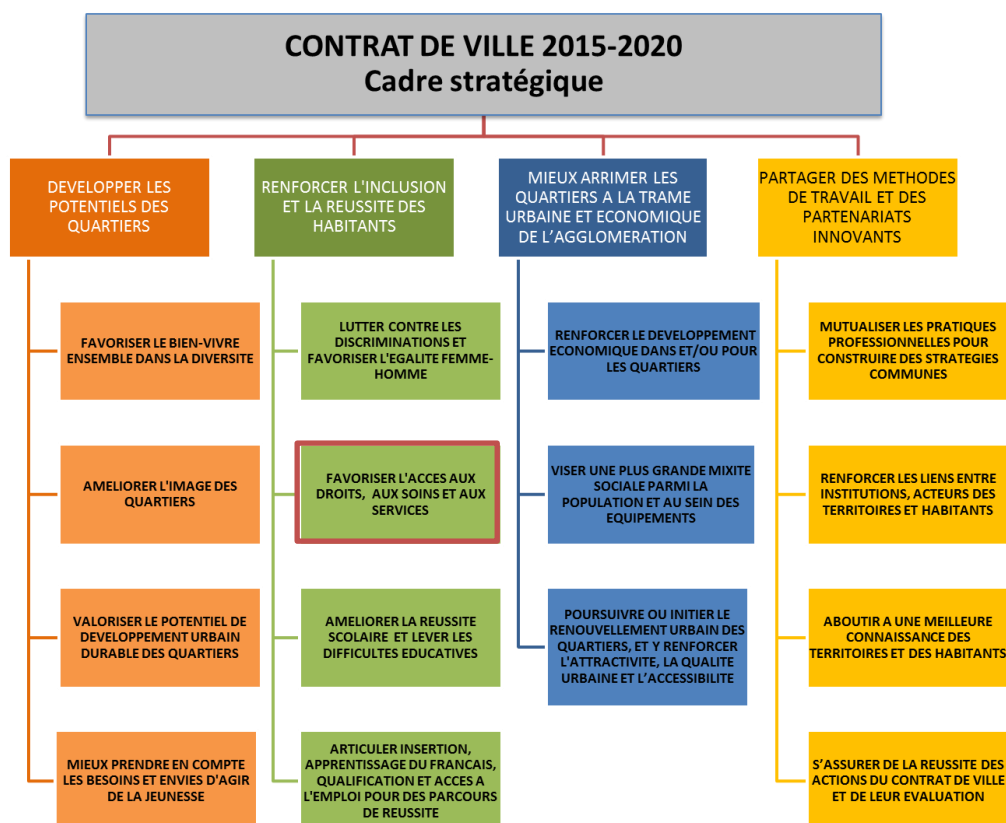 CONTRAT DE VILLE 2015-2020
Cadre stratégique
DEVELOPPER LES
POTENTIELS DES
QUARTIERS
RENFORCER L'INCLUSION
ET LA REUSSITE DES
HABITANTS
MIEUX ARRIMER LES
QUARTIERS A LA TRAME
URBAINE ET ECONOMIQUE
DE L’AGGLOMERATION
PARTAGER DES METHODES
DE TRAVAIL ET DES
PARTENARIATS
INNOVANTS
FAVORISER LE BIEN-VIVRE
ENSEMBLE DANS LA DIVERSITE
LUTTER CONTRE LES
DISCRIMINATIONS ET
FAVORISER L'EGALITE FEMME-
HOMME
RENFORCER LE DEVELOPPEMENT
ECONOMIQUE DANS ET/OU POUR
LES QUARTIERS
MUTUALISER LES PRATIQUES
PROFESSIONNELLES POUR
CONSTRUIRE DES STRATEGIES
COMMUNES
AMELIORER L'IMAGE DES
QUARTIERS
FAVORISER L'ACCES AUX
DROITS, AUX SOINS ET AUX
SERVICES
VISER UNE PLUS GRANDE MIXITE
SOCIALE PARMI LA
POPULATION ET AU SEIN DES
EQUIPEMENTS
RENFORCER LES LIENS ENTRE
INSTITUTIONS, ACTEURS DES
TERRITOIRES ET HABITANTS
VALORISER LE POTENTIEL DE
DEVELOPPEMENT URBAIN
DURABLE DES QUARTIERS
AMELIORER LA REUSSITE
SCOLAIRE ET LEVER LES
DIFFICULTES EDUCATIVES
POURSUIVRE OU INITIER LE
RENOUVELLEMENT URBAIN DES
QUARTIERS, ET Y RENFORCER
L'ATTRACTIVITE, LA QUALITE
URBAINE ET L’ACCESSIBILITE
ABOUTIR A UNE MEILLEURE
CONNAISSANCE DES
TERRITOIRES ET DES HABITANTS
MIEUX PRENDRE EN COMPTE
LES BESOINS ET ENVIES D'AGIR
DE LA JEUNESSE
ARTICULER INSERTION,
APPRENTISSAGE DU FRANCAIS,
QUALIFICATION ET ACCES A
L'EMPLOI POUR DES PARCOURS
DE REUSSITE
S’ASSURER DE LA REUSSITE DES
ACTIONS DU CONTRAT DE VILLE
ET DE LEUR EVALUATION